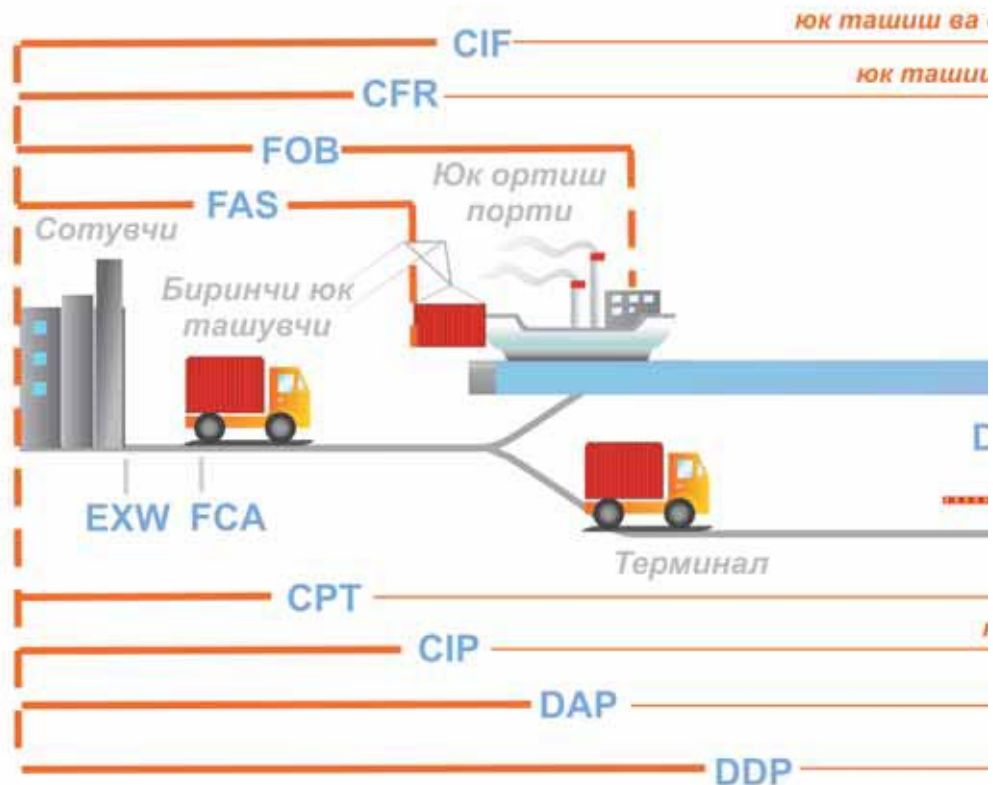 юк ташиш ва
CIF
юк ташиш
CFR
FOB
Юк ортиш
порти
FAS
Сотувчи
Биринчи юк
ташувчи
D
EXW FCA
Терминал
CPT
CIP
DAP
DDP